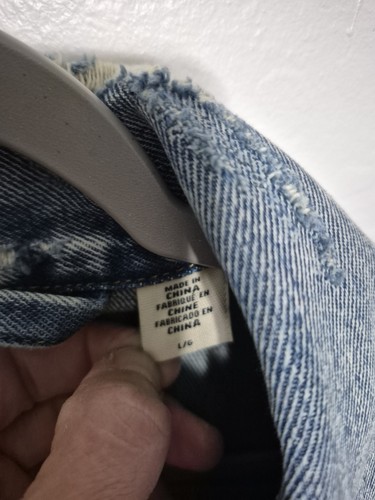 MADE IN
CHINA
FABRIQUÉ EN
CHINE
FABRICADO EN
CHINA
L/G